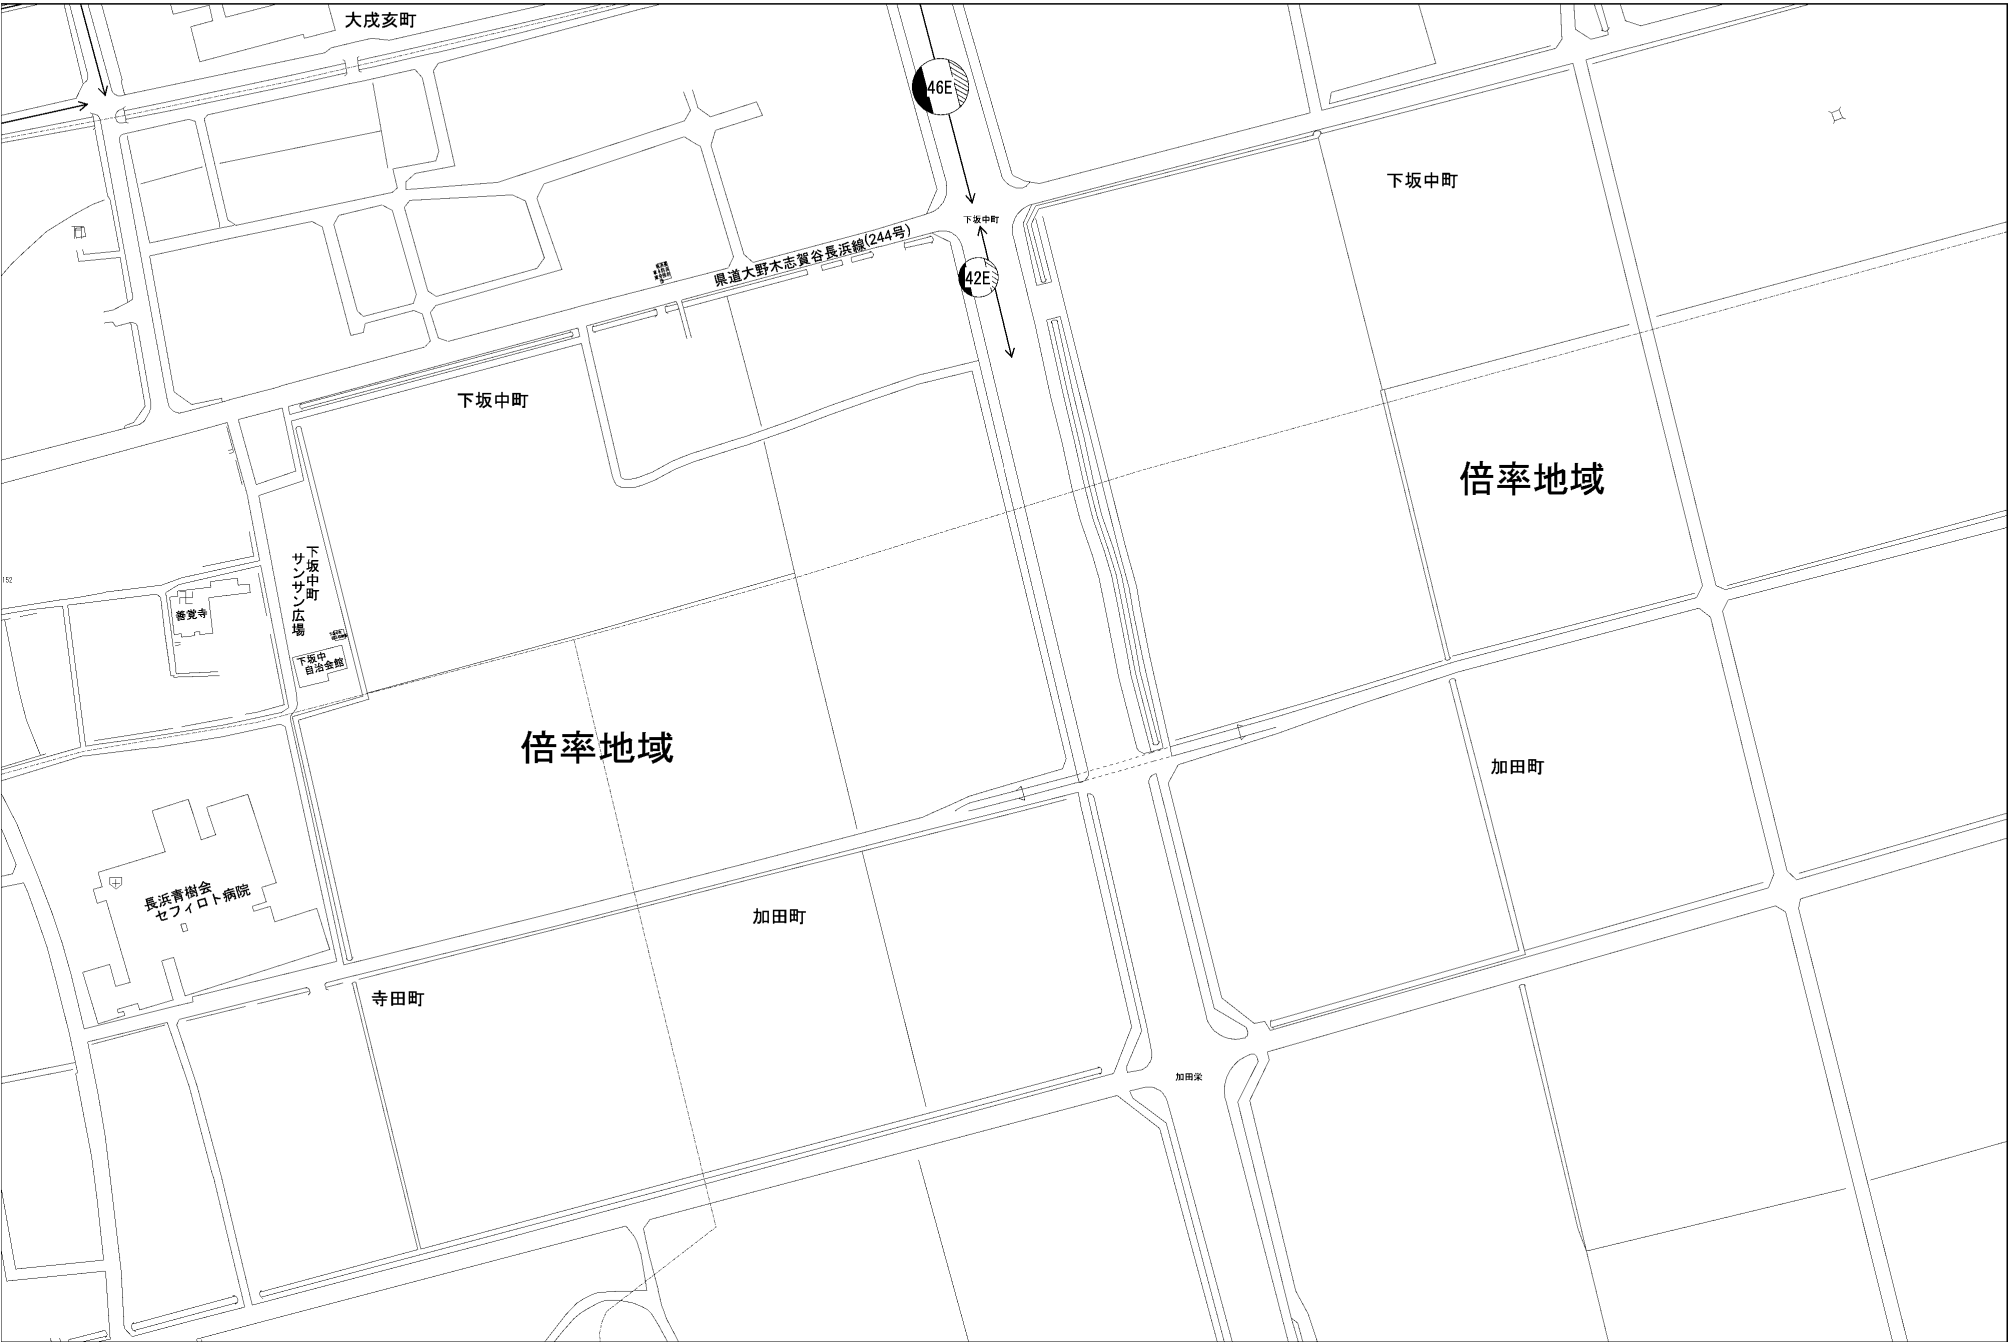 大戌亥町
46E
下坂中町
下坂中町
県道大野木志賀谷長浜線(244号)
42E
下坂中町
倍率地域
下坂中町
サンサン広場
152
善覚寺
下坂中
自治会館
倍率地域
加田町
長浜青樹会
セフィロト病院
加田町
寺田町
加田栄